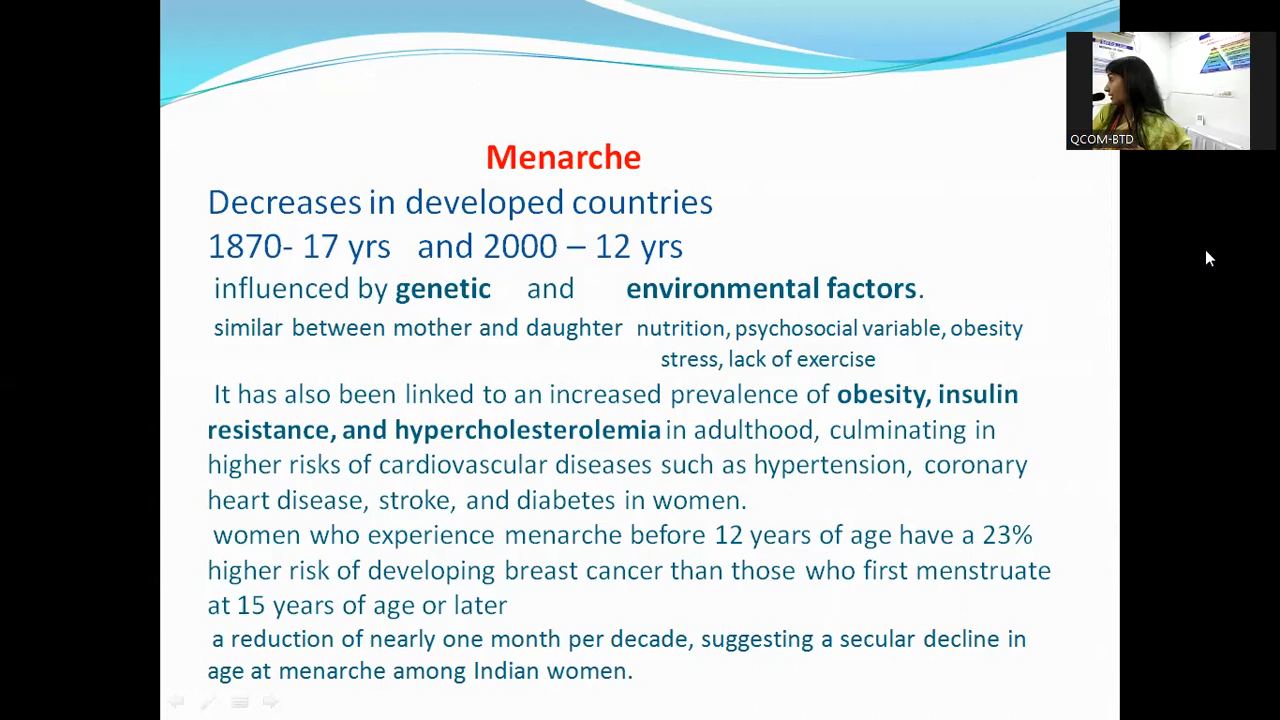 Menarche
Decreases in developed countries
1870- 17 yrs and 2000 – 12 yrs
influenced by genetic and environmental factors.
similar between mother and daughter nutrition, psychosocial variable, obesity
stress, lack of exercise
It has also been linked to an increased prevalence of obesity, insulin
resistance, and hypercholesterolemia in adulthood, culminating in
higher risks of cardiovascular diseases such as hypertension, coronary
heart disease, stroke, and diabetes in women.
women who experience menarche before 12 years of age have a 23%
higher risk of developing breast cancer than those who first menstruate
at 15 years of age or later
a reduction of nearly one month per decade, suggesting a secular decline in
age at menarche among Indian women.
QCOM-BTD